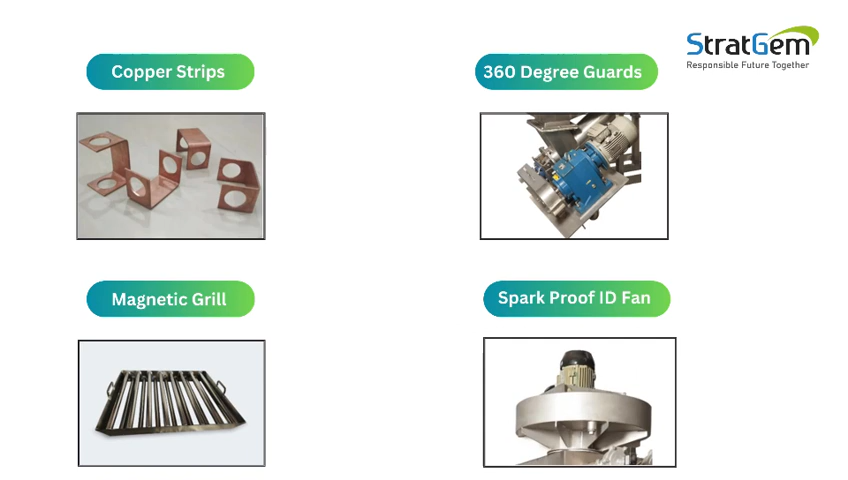 StratGem
Responsible Future Together
Copper Strips
360 Degree Guards
Magnetic Grill
Spark Proof ID Fan